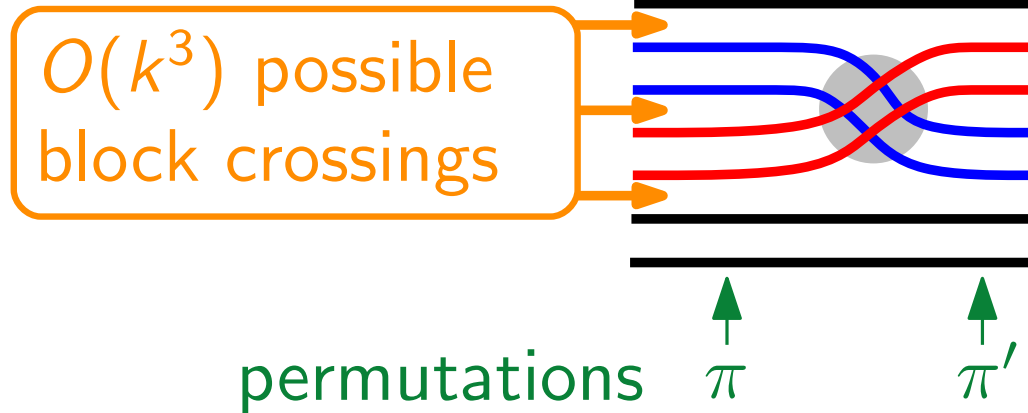 O(k³) possible
block crossings
permutations π π′